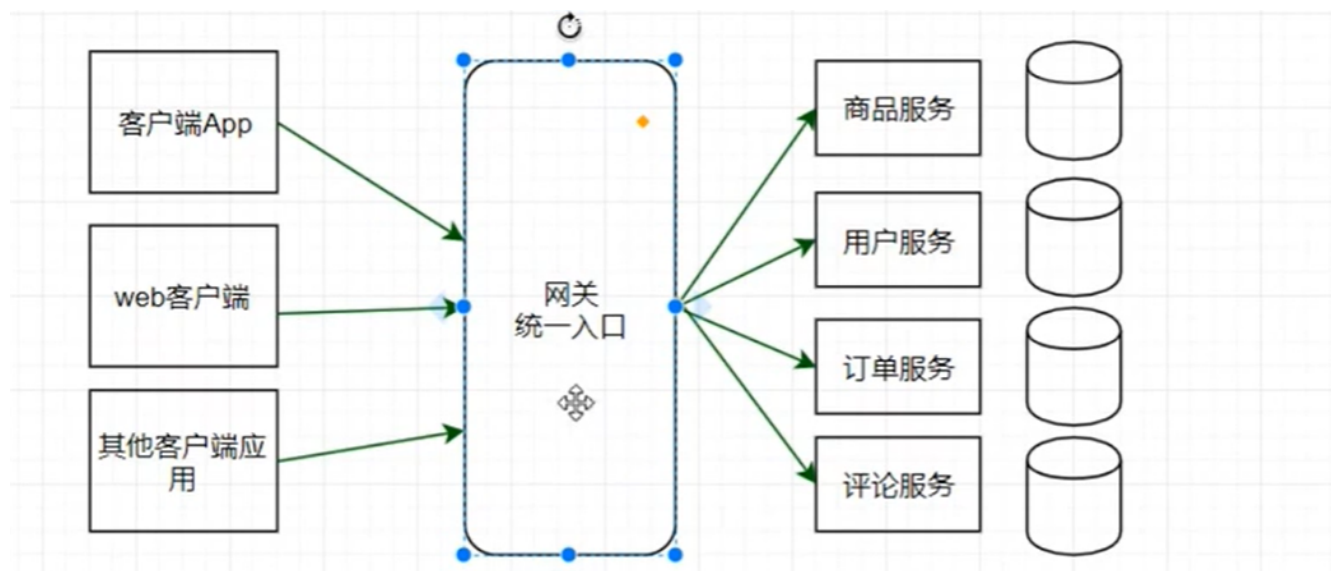 客户端App
web客户端
其他客户端应
用
网关
统一入口
商品服务
用户服务
订单服务
评论服务